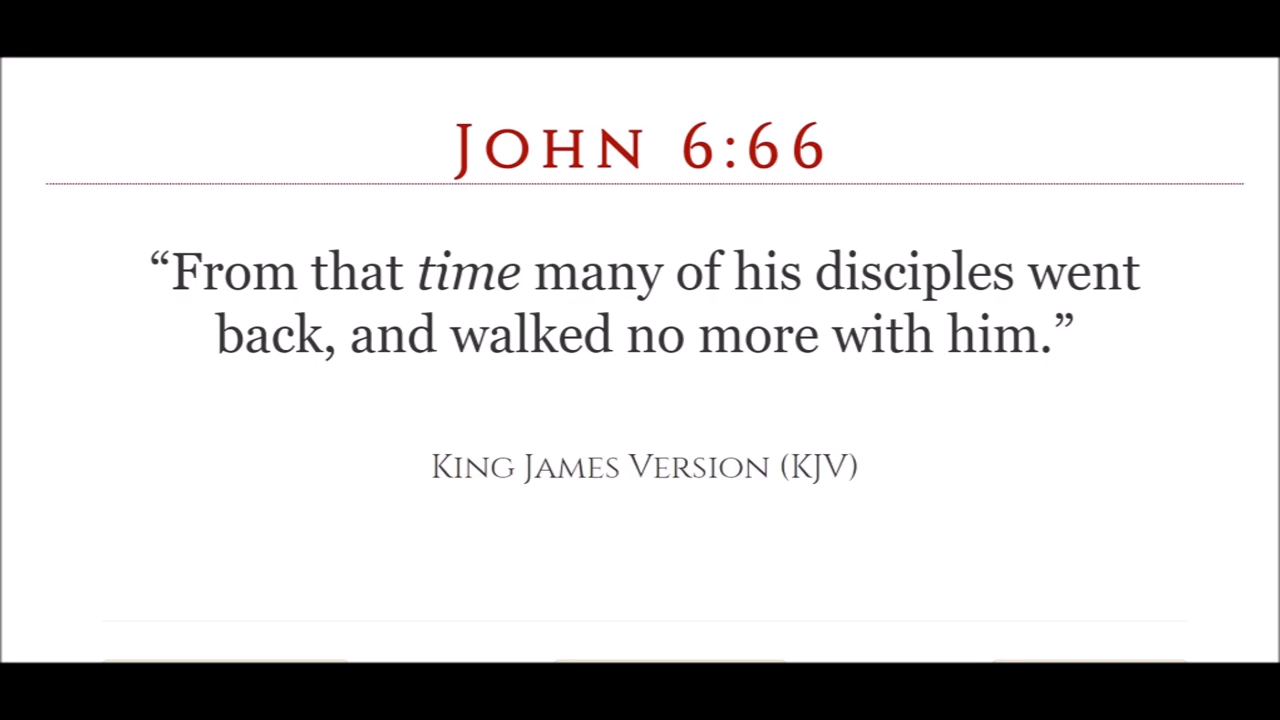 John 6:66
“From that time many of his disciples went
back, and walked no more with him.”
King James Version (KJV)